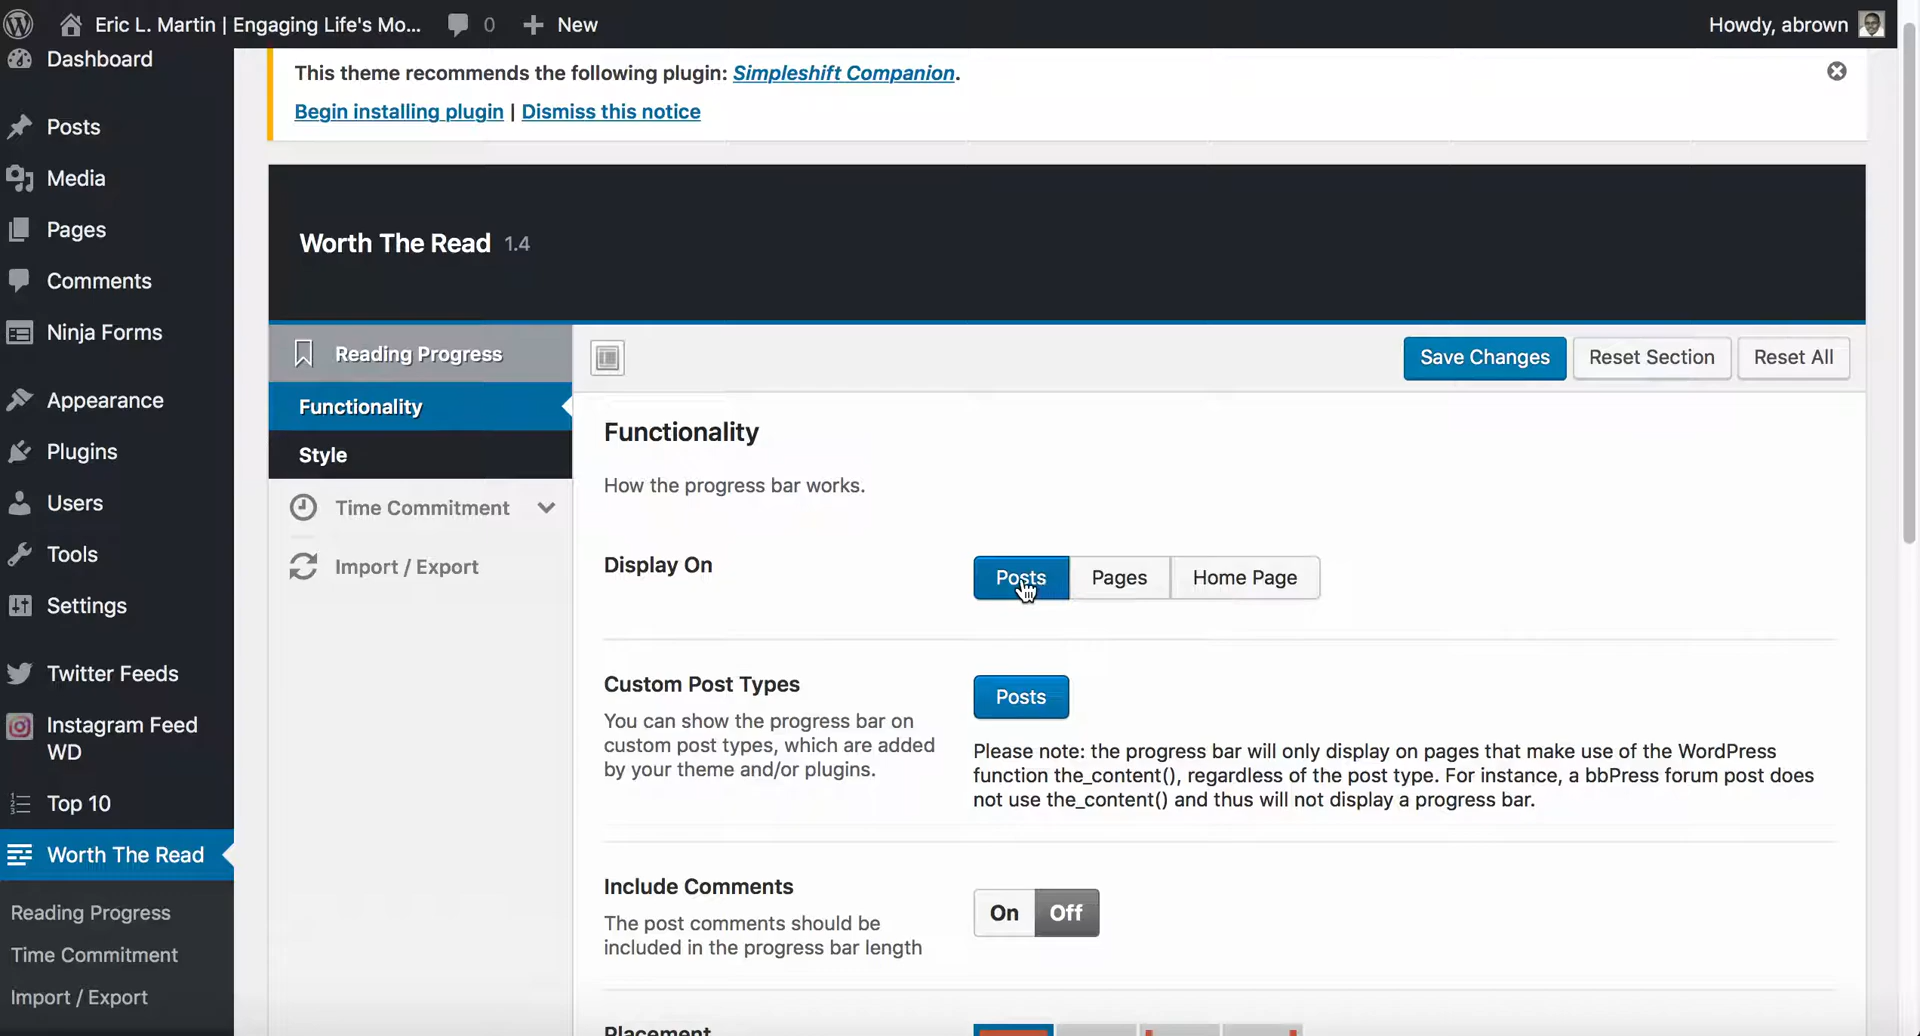 Eric L. Martin | Engaging Life's Mo... 0 New Howdy, abrown
Dashboard
Posts
Media
Pages
Comments
Ninja Forms
Appearance
Plugins
Users
Tools
Settings
Twitter Feeds
Instagram Feed
WD
Top 10
Worth The Read
Reading Progress
Time Commitment
Import / Export
This theme recommends the following plugin: Simpleshift Companion.
Begin installing plugin | Dismiss this notice
Worth The Read 1.4
Reading Progress
Functionality
Style
Time Commitment
Import / Export
Save Changes Reset Section Reset All
Functionality
How the progress bar works.
Display On
Posts Pages Home Page
Custom Post Types
You can show the progress bar on
custom post types, which are added
by your theme and/or plugins.
Posts
Please note: the progress bar will only display on pages that make use of the WordPress
function the_content(), regardless of the post type. For instance, a bbPress forum post does
not use the_content() and thus will not display a progress bar.
Include Comments
The post comments should be
included in the progress bar length
On Off
Placement